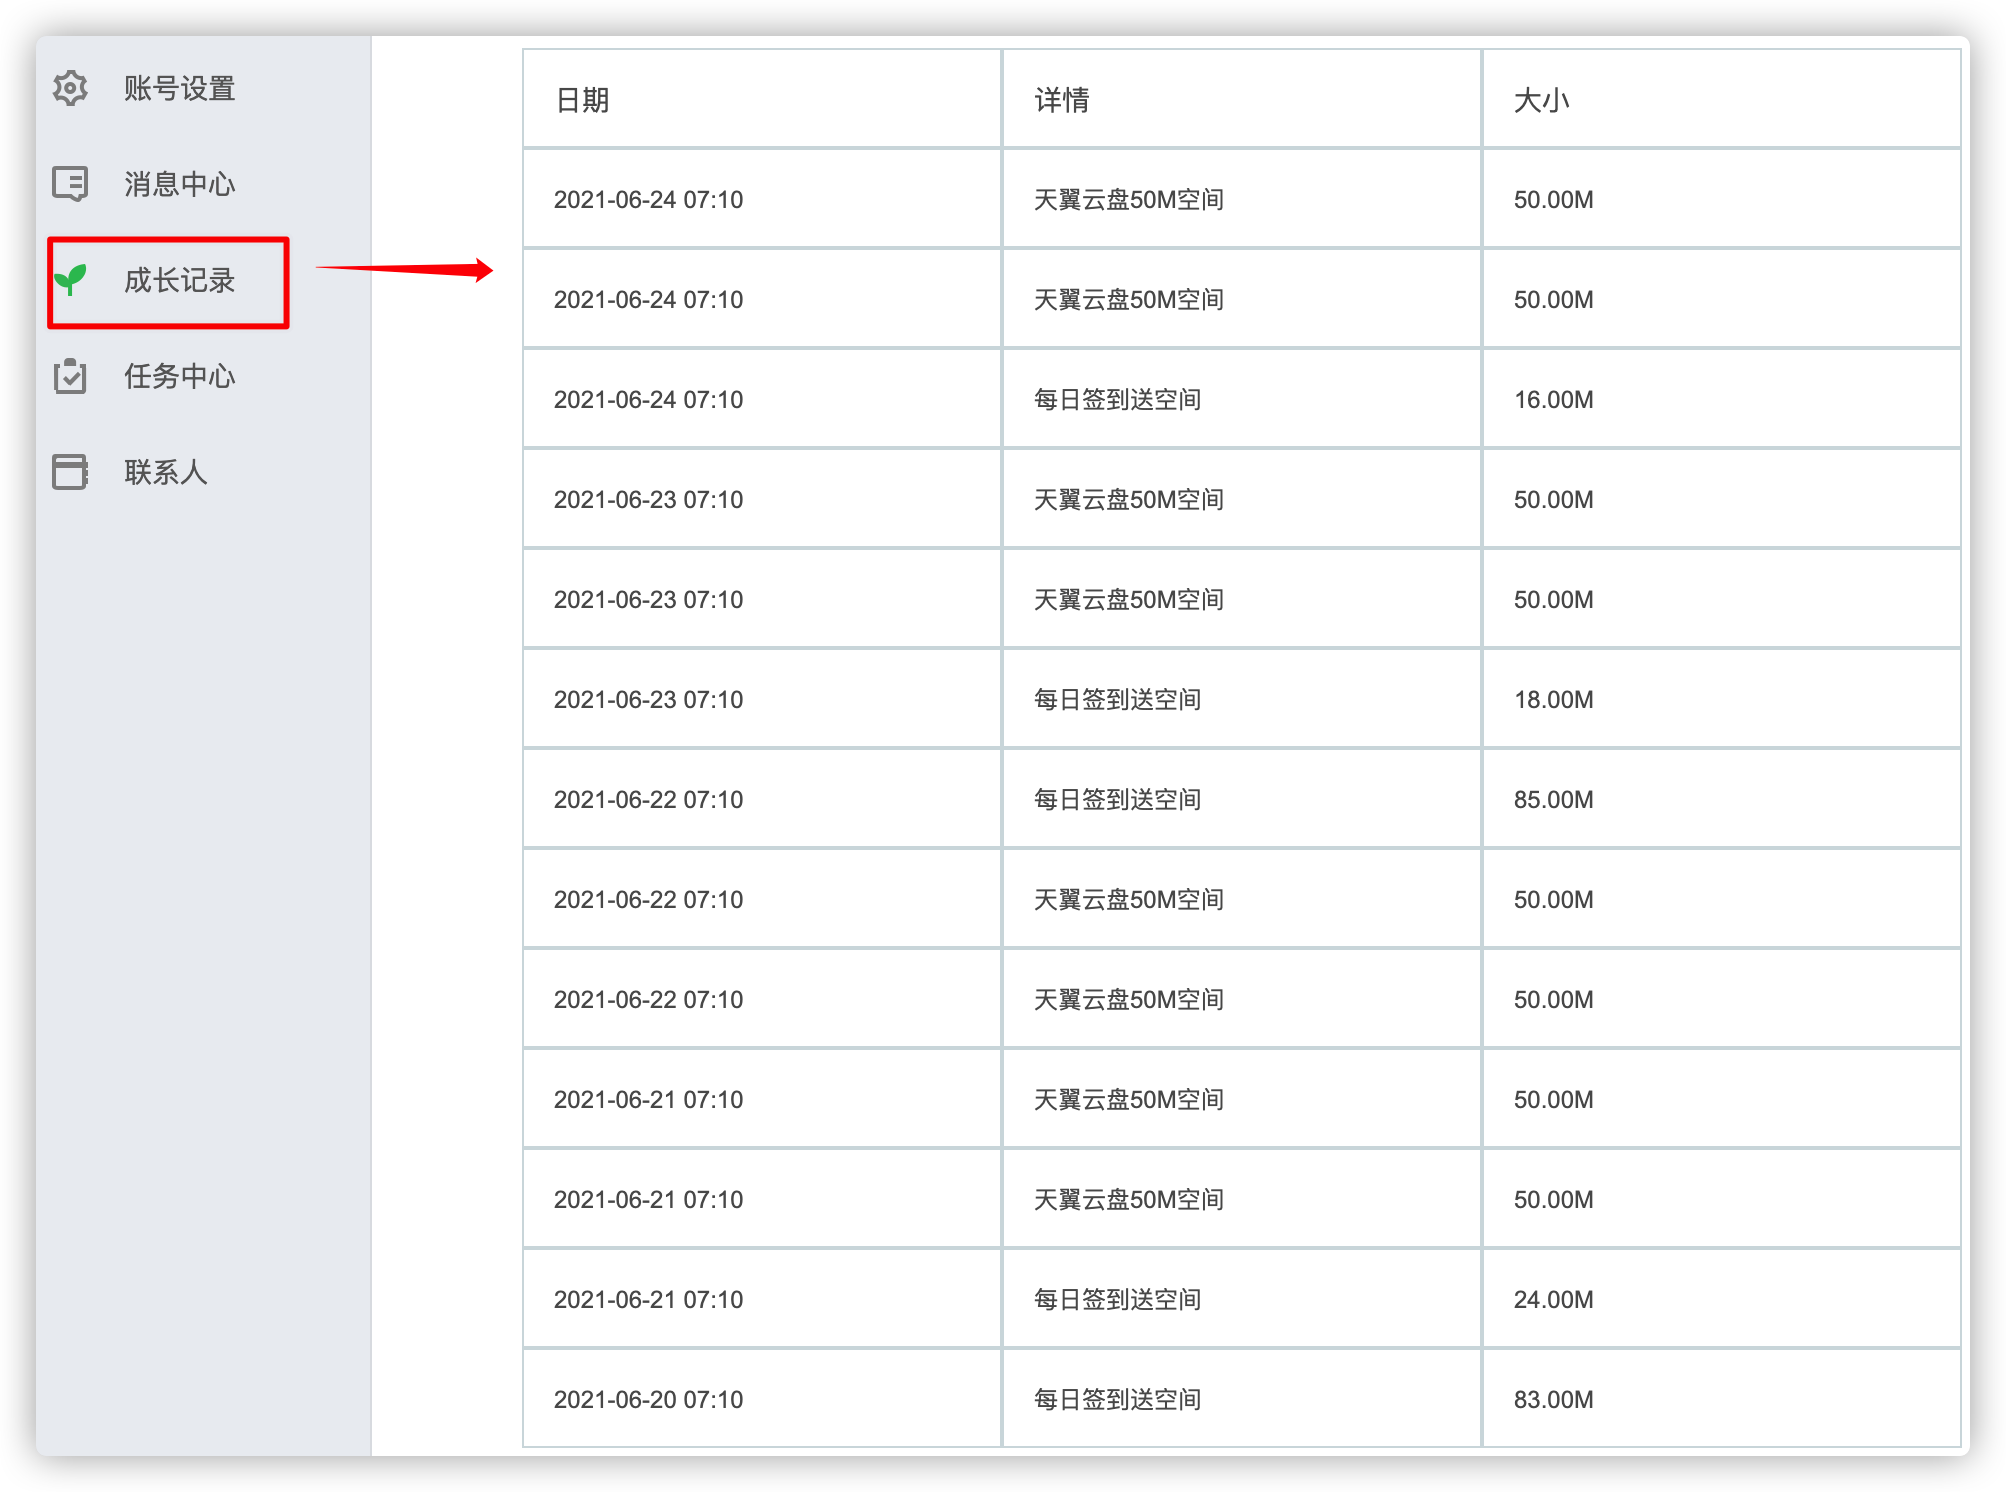 账号设置
消息中心
成长记录
任务中心
联系人
日期 详情 大小
2021-06-24 07:10 天翼云盘50M空间 50.00M
2021-06-24 07:10 天翼云盘50M空间 50.00M
2021-06-24 07:10 每日签到送空间 16.00M
2021-06-23 07:10 天翼云盘50M空间 50.00M
2021-06-23 07:10 天翼云盘50M空间 50.00M
2021-06-23 07:10 每日签到送空间 18.00M
2021-06-22 07:10 每日签到送空间 85.00M
2021-06-22 07:10 天翼云盘50M空间 50.00M
2021-06-22 07:10 天翼云盘50M空间 50.00M
2021-06-21 07:10 天翼云盘50M空间 50.00M
2021-06-21 07:10 天翼云盘50M空间 50.00M
2021-06-21 07:10 每日签到送空间 24.00M
2021-06-20 07:10 每日签到送空间 83.00M